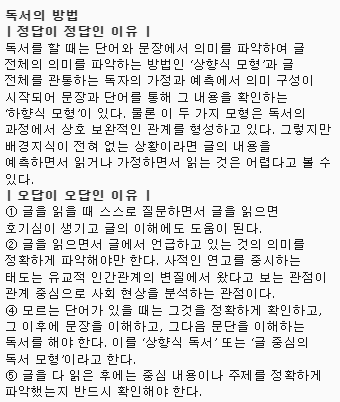 독서의 방법
| 정답이 정답인 이유 |
독서를 할 때는 단어와 문장에서 의미를 파악하여 글
전체의 의미를 파악하는 방법인 ‘상향식 모형’과 글
전체를 관통하는 독자의 가정과 예측에서 의미 구성이
시작되어 문장과 단어를 통해 그 내용을 확인하는
‘하향식 모형’이 있다. 물론 이 두 가지 모형은 독서의
과정에서 상호 보완적인 관계를 형성하고 있다. 그렇지만
배경지식이 전혀 없는 상황이라면 글의 내용을
예측하면서 읽거나 가정하면서 읽는 것은 어렵다고 볼 수
있다.
| 오답이 오답인 이유 |
① 글을 읽을 때 스스로 질문하면서 글을 읽으면
호기심이 생기고 글의 이해에도 도움이 된다.
② 글을 읽으면서 글에서 언급하고 있는 것의 의미를
정확하게 파악해야만 한다. 사적인 연고를 중시하는
태도는 유교적 인간관계의 변질에서 왔다고 보는 관점이
관계 중심으로 사회 현상을 분석하는 관점이다.
④ 모르는 단어가 있을 때는 그것을 정확하게 확인하고,
그 이후에 문장을 이해하고, 그다음 문단을 이해하는
독서를 해야 한다. 이를 ‘상향식 독서’ 또는 ‘글 중심의
독서 모형’이라고 한다.
⑤ 글을 다 읽은 후에는 중심 내용이나 주제를 정확하게
파악했는지 반드시 확인해야 한다.